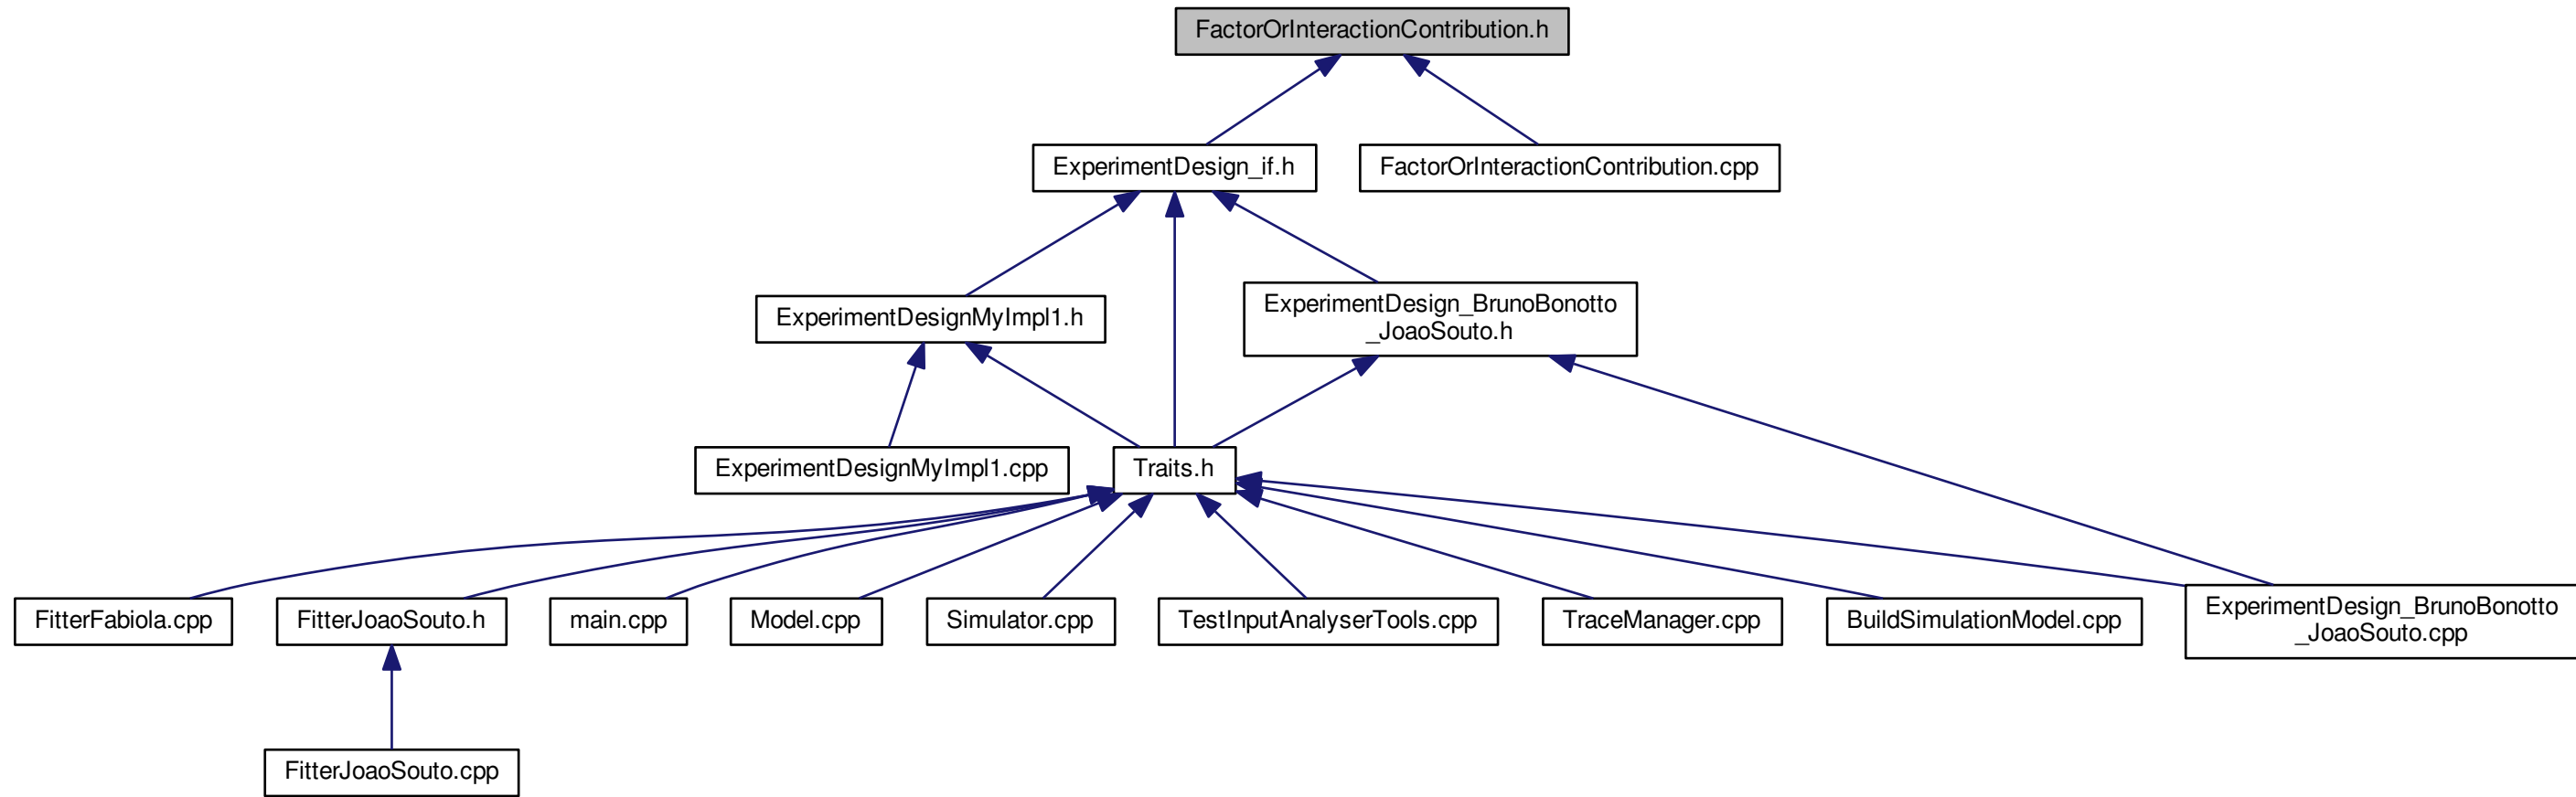 FactorOrInteractionContribution.h
ExperimentDesign_if.h
FactorOrInteractionContribution.cpp
ExperimentDesignMyImpl1.h
ExperimentDesign_BrunoBonotto
_JoaoSouto.h
ExperimentDesignMyImpl1.cpp
Traits.h
FitterFabiola.cpp
FitterJoaoSouto.h
main.cpp
Model.cpp
Simulator.cpp
TestInputAnalyserTools.cpp
TraceManager.cpp
BuildSimulationModel.cpp
ExperimentDesign_BrunoBonotto
_JoaoSouto.cpp
FitterJoaoSouto.cpp